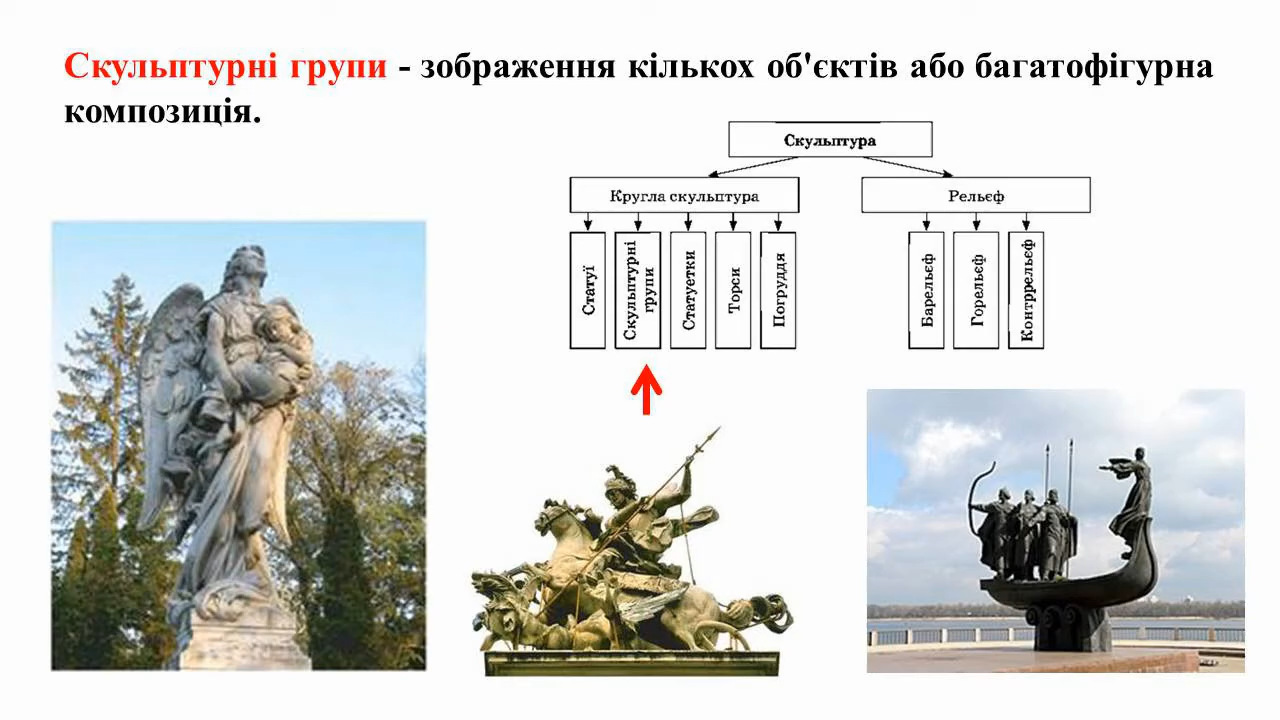 Скульптурні групи - зображення кількох об'єктів або багатофігурна
композиція.
Скульптура
Кругла скульптура
Рельєф
Статуї
Скульптурні
групи
Статуетки
Торси
Погруддя
Барельєф
Горельєф
Контррельєф